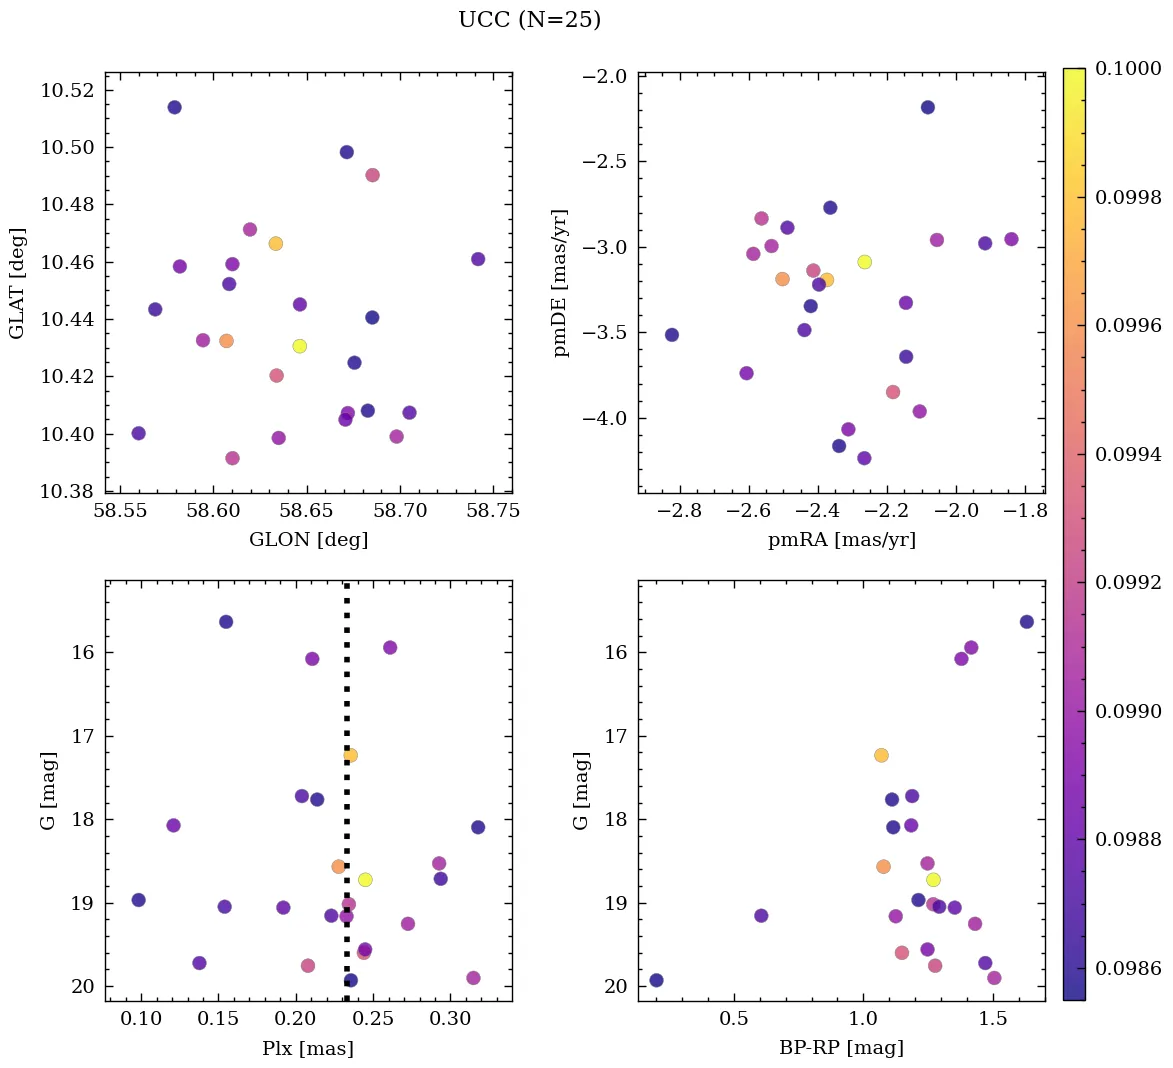 UCC (N=25)
10.52
10.50
10.48
10.46
10.44
10.42
10.40
10.38
GLAT [deg]
58.55 58.60 58.65 58.70 58.75
GLON [deg]
−2.0
−2.5
−3.0
−3.5
−4.0
pmDE [mas/yr]
−2.8 −2.6 −2.4 −2.2 −2.0 −1.8
pmRA [mas/yr]
16
17
18
19
20
G [mag]
0.10 0.15 0.20 0.25 0.30
Plx [mas]
16
17
18
19
20
G [mag]
0.5 1.0 1.5
BP-RP [mag]
0.1000
0.0998
0.0996
0.0994
0.0992
0.0990
0.0988
0.0986